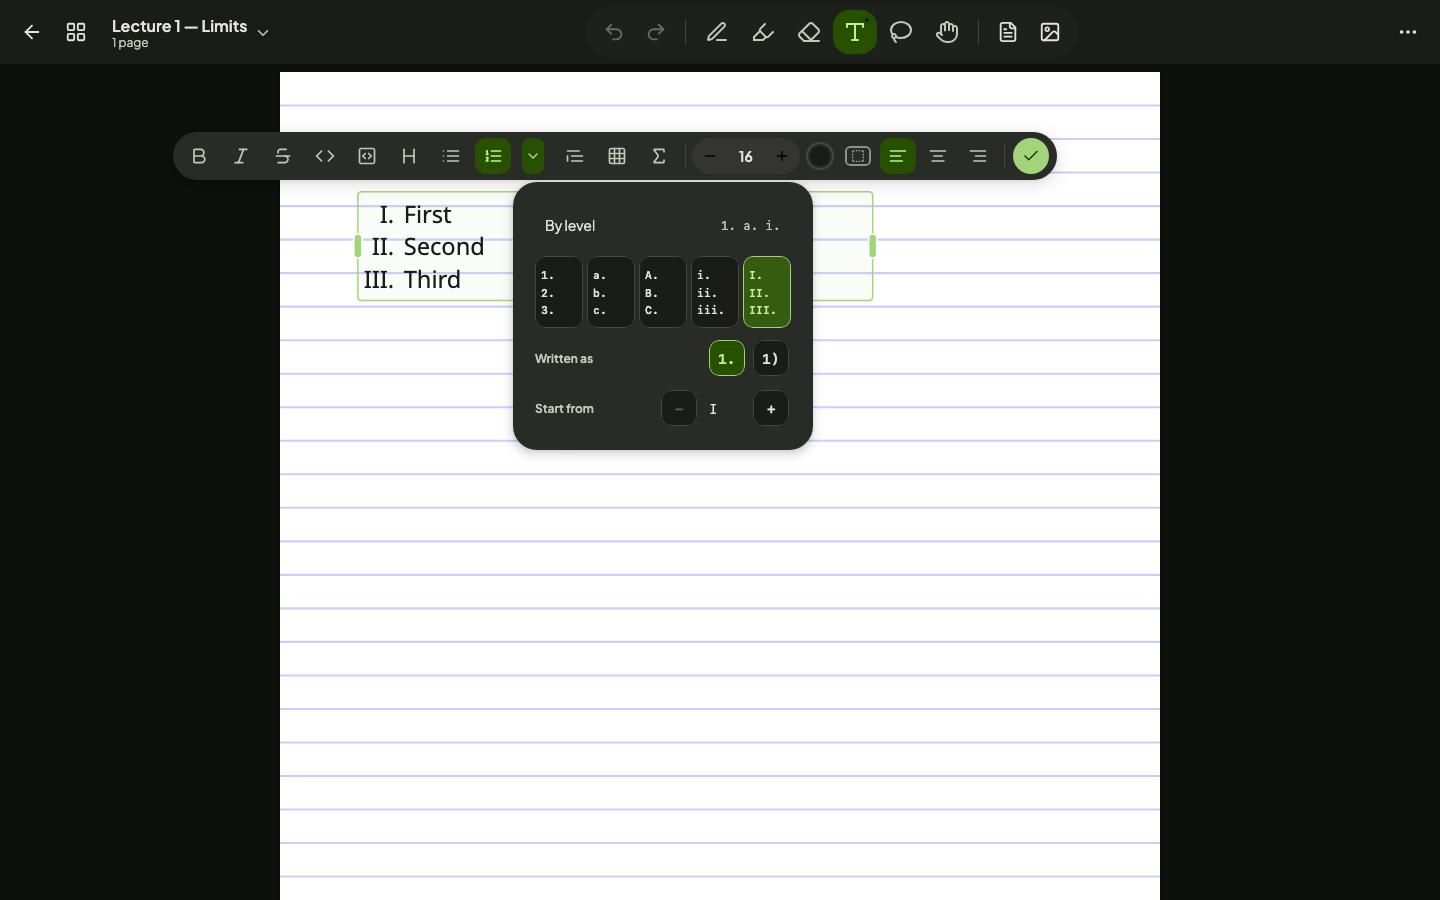 Lecture 1 — Limits
1 page
16
I. First
II. Second
III. Third
By level 1. a. i.
1. a. A. i. I.
2. b. B. ii. II.
3. c. C. iii. III.
Written as 1. 1)
Start from − I +